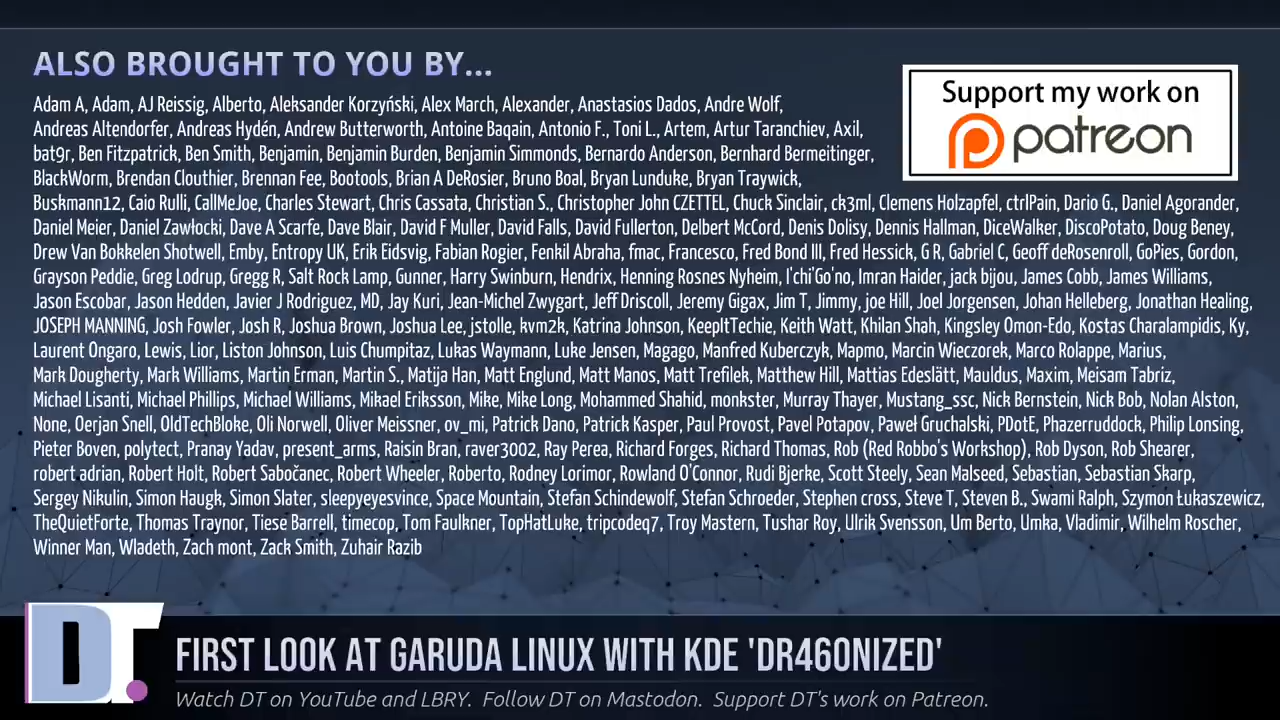 ALSO BROUGHT TO YOU BY...
Support my work on
patreon
Adam A, Adam, AJ Reissig, Alberto, Aleksander Korzyński, Alex March, Alexander, Anastasios Dados, Andre Wolf,
Andreas Altendorfer, Andreas Hydén, Andrew Butterworth, Antoine Baqain, Antonio F., Toni L., Artem, Artur Taranchiev, Axil,
bat9r, Ben Fitzpatrick, Ben Smith, Benjamin, Benjamin Burden, Benjamin Simmonds, Bernardo Anderson, Bernhard Bermeitinger,
BlackWorm, Brendan Clouthier, Brennan Fee, Bootools, Brian A DeRosier, Bruno Boal, Bryan Lunduke, Bryan Traywick,
Buskmann12, Caio Rulli, CallMeJoe, Charles Stewart, Chris Cassata, Christian S., Christopher John CZETTEL, Chuck Sinclair, ck3ml, Clemens Holzapfel, ctrlPain, Dario G., Daniel Agorander,
Daniel Meier, Daniel Zawłocki, Dave A Scarfe, Dave Blair, David F Muller, David Falls, David Fullerton, Delbert McCord, Denis Dolisy, Dennis Hallman, DiceWalker, DiscoPotato, Doug Beney,
Drew Van Bokkelen Shotwell, Emby, Entropy UK, Erik Eidsvig, Fabian Rogier, Fenkil Abraha, fmac, Francesco, Fred Bond III, Fred Hessick, G R, Gabriel C, Geoff deRosenroll, GoPies, Gordon,
Grayson Peddie, Greg Lodrup, Gregg R, Salt Rock Lamp, Gunner, Harry Swinburn, Hendrix, Henning Rosnes Nyheim, I'chi'Go'no, Imran Haider, jack bijou, James Cobb, James Williams,
Jason Escobar, Jason Hedden, Javier J Rodriguez, MD, Jay Kuri, Jean-Michel Zwygart, Jeff Driscoll, Jeremy Gigax, Jim T, Jimmy, joe Hill, Joel Jorgensen, Johan Helleberg, Jonathan Healing,
JOSEPH MANNING, Josh Fowler, Josh R, Joshua Brown, Joshua Lee, jstolle, kvm2k, Katrina Johnson, KeepItTechie, Keith Watt, Khilan Shah, Kingsley Omon-Edo, Kostas Charalampidis, Ky,
Laurent Ongaro, Lewis, Lior, Liston Johnson, Luis Chumpitaz, Lukas Waymann, Luke Jensen, Magago, Manfred Kuberczyk, Mapmo, Marcin Wieczorek, Marco Rolappe, Marius,
Mark Dougherty, Mark Williams, Martin Erman, Martin S., Matija Han, Matt Englund, Matt Manos, Matt Trefilek, Matthew Hill, Mattias Edeslätt, Mauldus, Maxim, Meisam Tabriz,
Michael Lisanti, Michael Phillips, Michael Williams, Mikael Eriksson, Mike, Mike Long, Mohammed Shahid, monkster, Murray Thayer, Mustang_ssc, Nick Bernstein, Nick Bob, Nolan Alston,
None, Oerjan Snell, OldTechBloke, Oli Norwell, Oliver Meissner, ov_mi, Patrick Dano, Patrick Kasper, Paul Provost, Pavel Potapov, Paweł Gruchalski, PDotE, Phazerruddock, Philip Lonsing,
Pieter Boven, polytect, Pranay Yadav, present_arms, Raisin Bran, raver3002, Ray Perea, Richard Forges, Richard Thomas, Rob (Red Robbo's Workshop), Rob Dyson, Rob Shearer,
robert adrian, Robert Holt, Robert Sabočanec, Robert Wheeler, Roberto, Rodney Lorimor, Rowland O'Connor, Rudi Bjerke, Scott Steely, Sean Malseed, Sebastian, Sebastian Skarp,
Sergey Nikulin, Simon Haugk, Simon Slater, sleepyeyesvince, Space Mountain, Stefan Schindewolf, Stefan Schroeder, Stephen cross, Steve T, Steven B., Swami Ralph, Szymon Łukaszewicz,
TheQuietForte, Thomas Traynor, Tiese Barrell, timecop, Tom Faulkner, TopHatLuke, tripcodeq7, Troy Mastern, Tushar Roy, Ulrik Svensson, Um Berto, Umka, Vladimir, Wilhelm Roscher,
Winner Man, Wladeth, Zach mont, Zack Smith, Zuhair Razib
DT.
FIRST LOOK AT GARUDA LINUX WITH KDE 'DR460NIZED'
Watch DT on YouTube and LBRY. Follow DT on Mastodon. Support DT's work on Patreon.